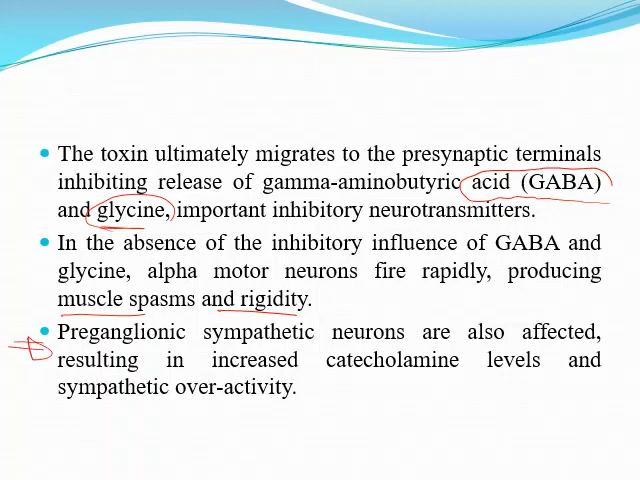 The toxin ultimately migrates to the presynaptic terminals
inhibiting release of gamma-aminobutyric acid (GABA)
and glycine, important inhibitory neurotransmitters.
In the absence of the inhibitory influence of GABA and
glycine, alpha motor neurons fire rapidly, producing
muscle spasms and rigidity.
Preganglionic sympathetic neurons are also affected,
resulting in increased catecholamine levels and
sympathetic over-activity.